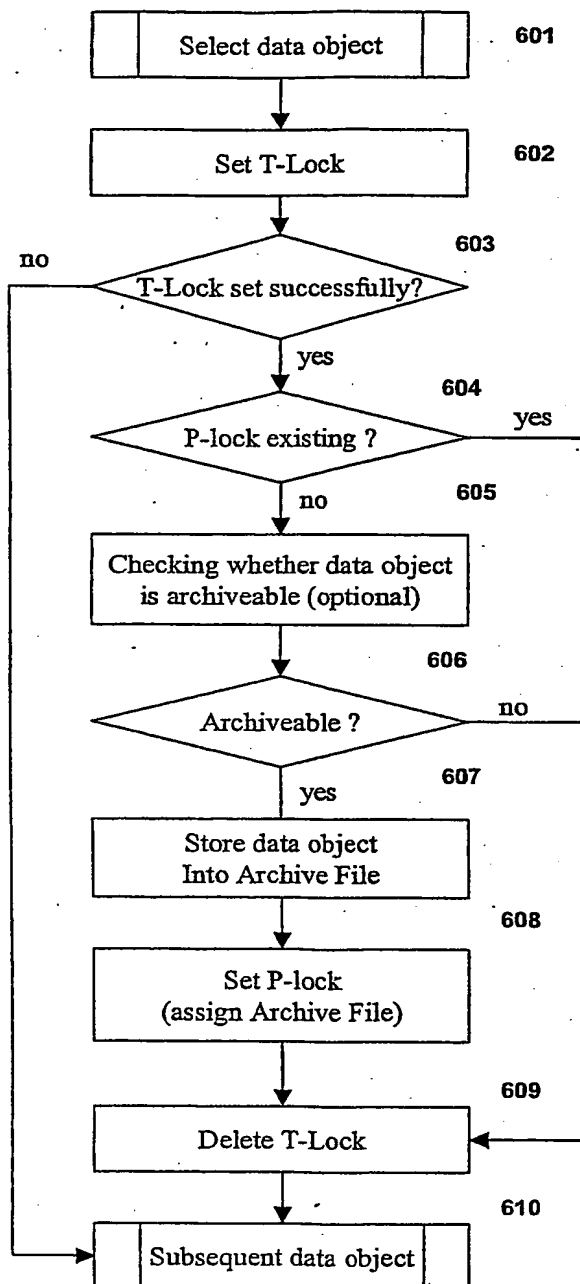 Select data object
601
Set T-Lock
602
603
no
T-Lock set successfully?
yes
604
P-lock existing ?
yes
605
no
Checking whether data object
is archiveable (optional)
606
Archiveable ?
no
607
yes
Store data object
Into Archive File
608
Set P-lock
(assign Archive File)
609
Delete T-Lock
610
Subsequent data object